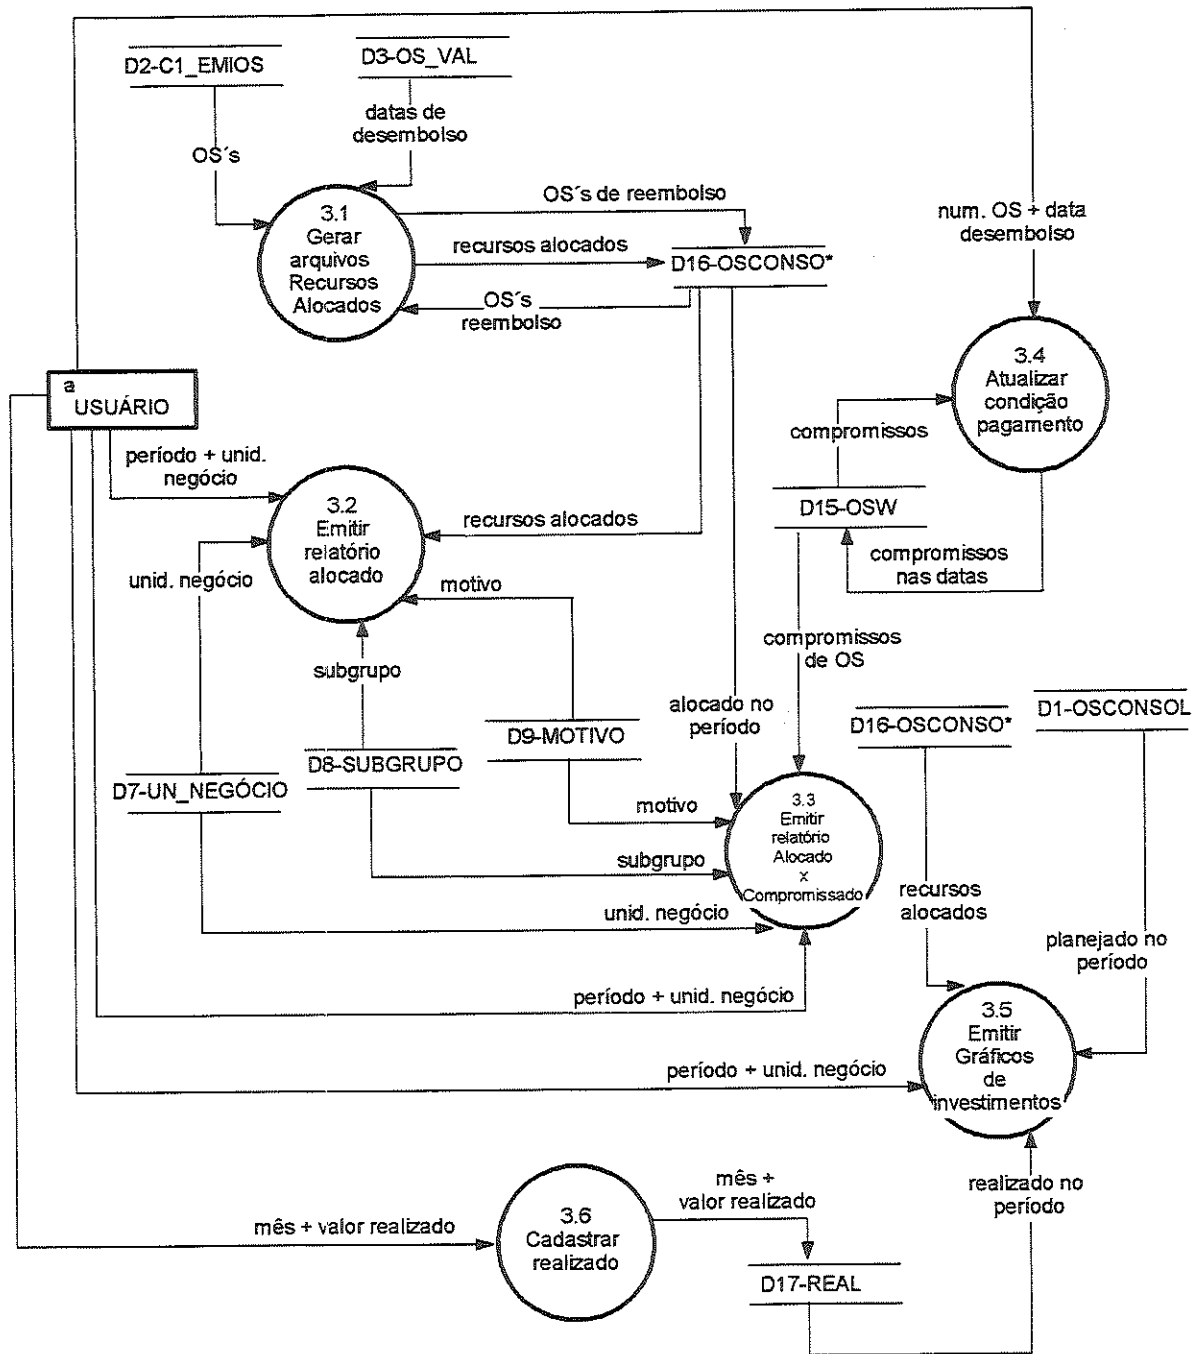 D2-C1_EMIOS
D3-OS_VAL
datas de
desembolso
OS´s
3.1
Gerar
arquivos
Recursos
Alocados
OS´s de reembolso
recursos alocados
OS´s
reembolso
D16-OSCONSO*
num. OS + data
desembolso
3.4
Atualizar
condição
pagamento
a
USUÁRIO
período + unid.
negócio
compromissos
D15-OSW
compromissos
nas datas
3.2
Emitir
relatório
alocado
recursos alocados
unid. negócio
motivo
subgrupo
compromissos
de OS
alocado no
período
D16-OSCONSO*
D1-OSCONSOL
D9-MOTIVO
D8-SUBGRUPO
D7-UN_NEGÓCIO
motivo
subgrupo
unid. negócio
3.3
Emitir
relatório
Alocado
x
Compromissado
recursos
alocados
planejado no
período
período + unid. negócio
3.5
Emitir
Gráficos
de
investimentos
período + unid. negócio
realizado no
período
mês + valor realizado
3.6
Cadastrar
realizado
mês +
valor realizado
D17-REAL